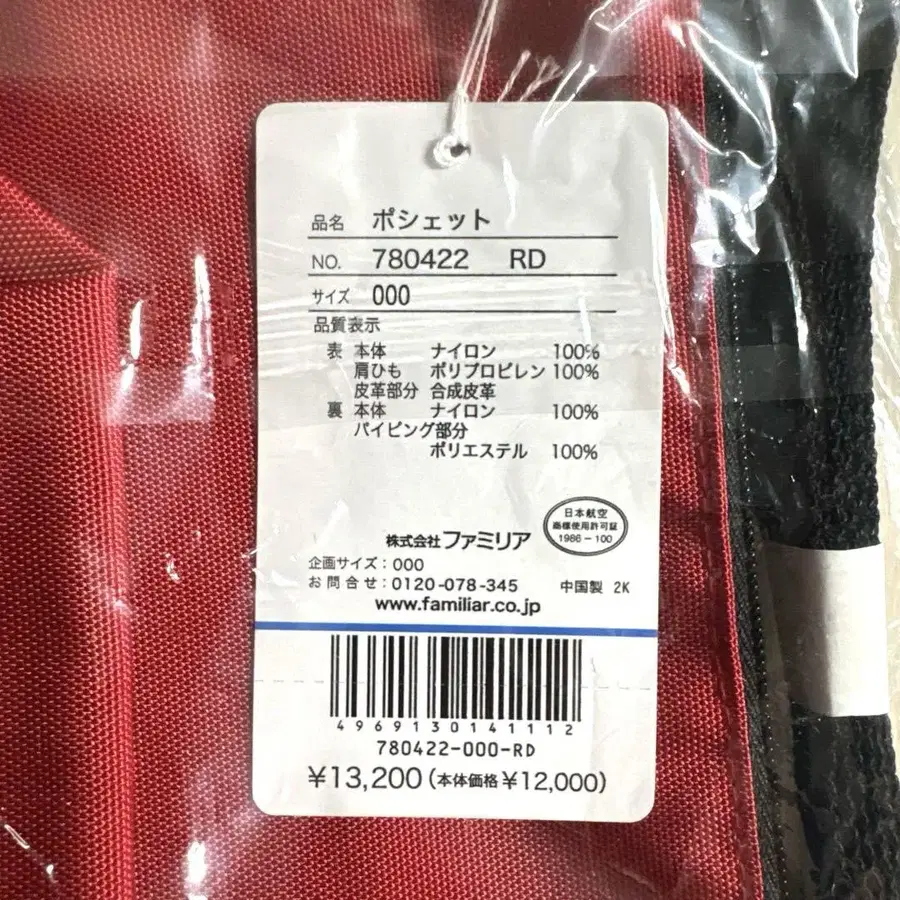 品名 ポシェット
NO. 780422 RD
サイズ 000
品質表示
表 本体 ナイロン 100%
肩ひも ポリプロピレン 100%
皮革部分 合成皮革
裏 本体 ナイロン 100%
パイピング部分
ポリエステル 100%
日本航空
商標使用許可証
1986-100
株式会社ファミリア
企画サイズ:000
お問合せ:0120-078-345 中国製 2K
www.familiar.co.jp
4969130141112
780422-000-RD
¥13,200(本体価格¥12,000)